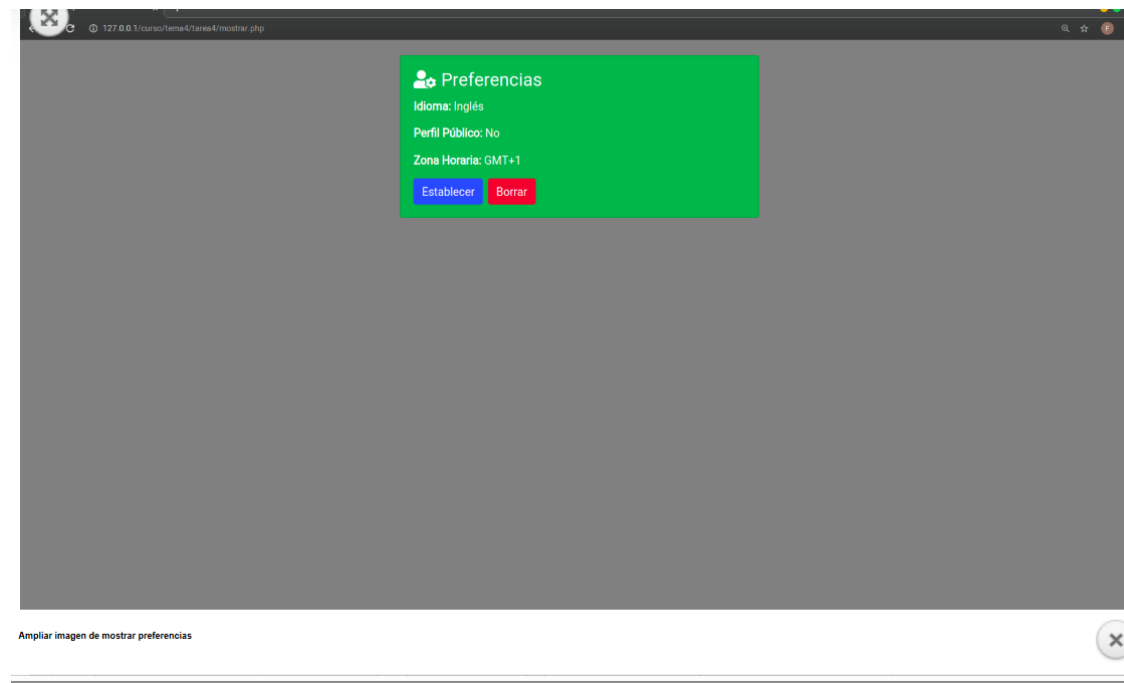 127.0.0.1/curso/tema4/tarea4/mostrar.php
Preferencias
Idioma: Inglés
Perfil Público: No
Zona Horaria: GMT+1
Establecer Borrar
Ampliar imagen de mostrar preferencias